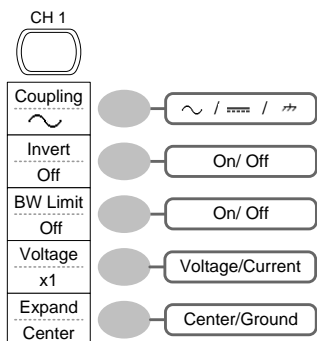 CH 1
Coupling
∼ / ⎓ / ⏚
Invert
Off
On/ Off
BW Limit
Off
On/ Off
Voltage
x1
Voltage/Current
Expand
Center
Center/Ground